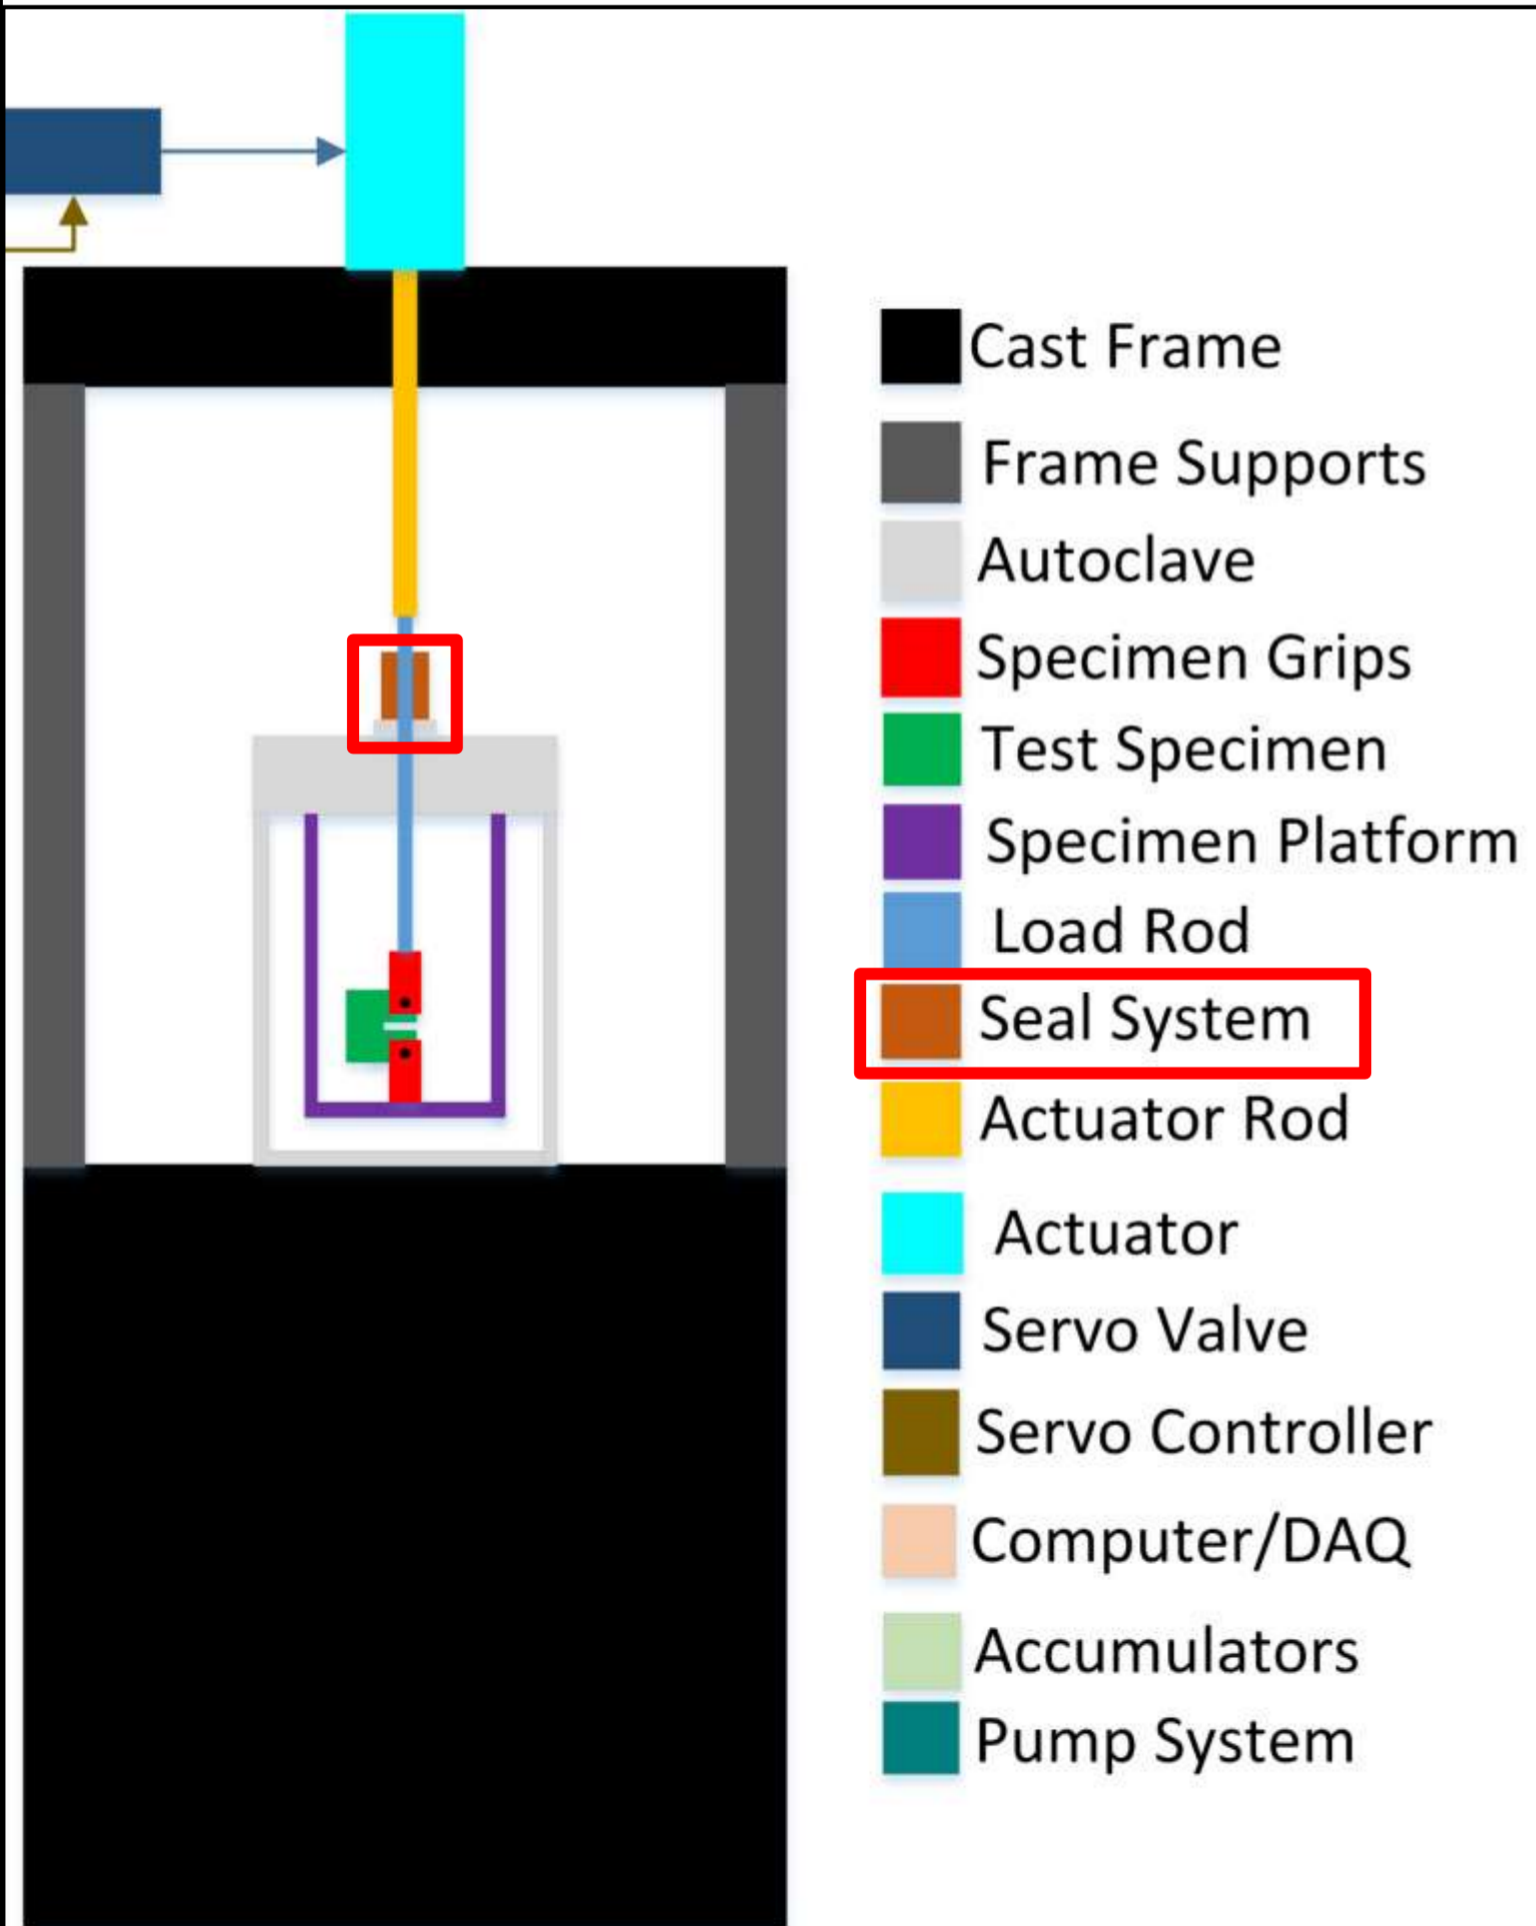 Cast Frame
Frame Supports
Autoclave
Specimen Grips
Test Specimen
Specimen Platform
Load Rod
Seal System
Actuator Rod
Actuator
Servo Valve
Servo Controller
Computer/DAQ
Accumulators
Pump System